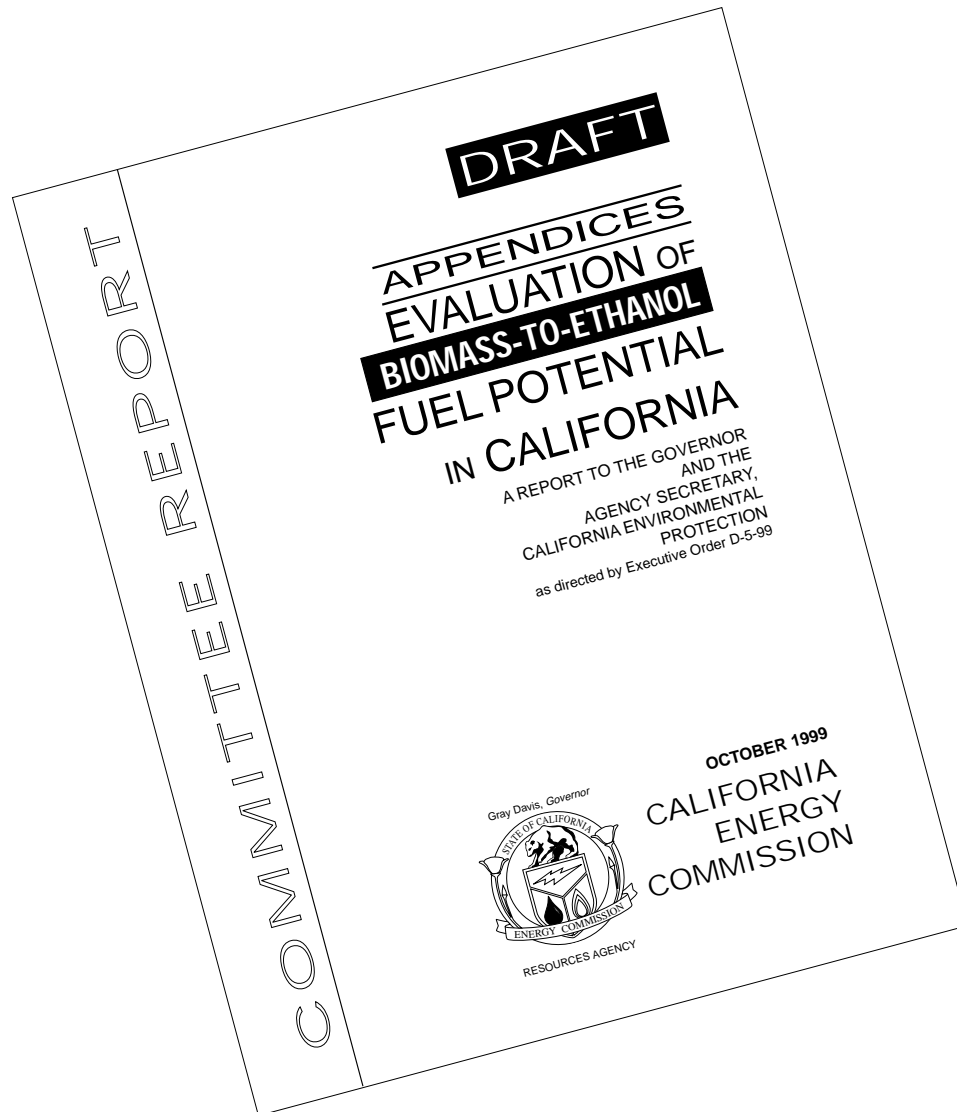 COMMITTEE REPORT
DRAFT
APPENDICES
EVALUATION OF
BIOMASS-TO-ETHANOL
FUEL POTENTIAL
IN CALIFORNIA
A REPORT TO THE GOVERNOR
AND THE
AGENCY SECRETARY,
CALIFORNIA ENVIRONMENTAL
PROTECTION
as directed by Executive Order D-5-99
OCTOBER 1999
CALIFORNIA
ENERGY
COMMISSION
Gray Davis, Governor
STATE OF CALIFORNIA
ENERGY COMMISSION
RESOURCES AGENCY